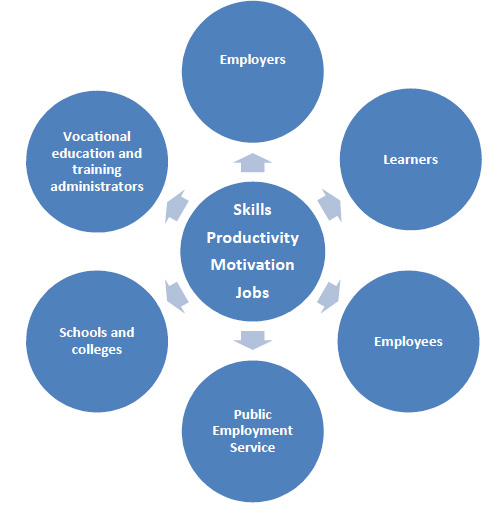 Employers
Vocational
education and
training
administrators
Learners
Skills
Productivity
Motivation
Jobs
Schools and
colleges
Employees
Public
Employment
Service